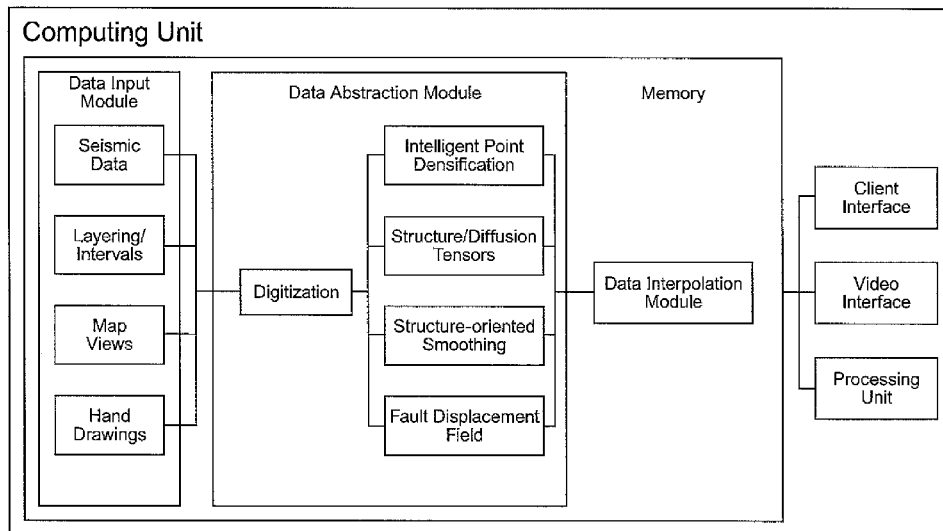 Computing Unit
Data Input
Module
Seismic
Data
Layering/
Intervals
Map
Views
Hand
Drawings
Data Abstraction Module
Digitization
Intelligent Point
Densification
Structure/Diffusion
Tensors
Structure-oriented
Smoothing
Fault Displacement
Field
Memory
Data Interpolation
Module
Client
Interface
Video
Interface
Processing
Unit